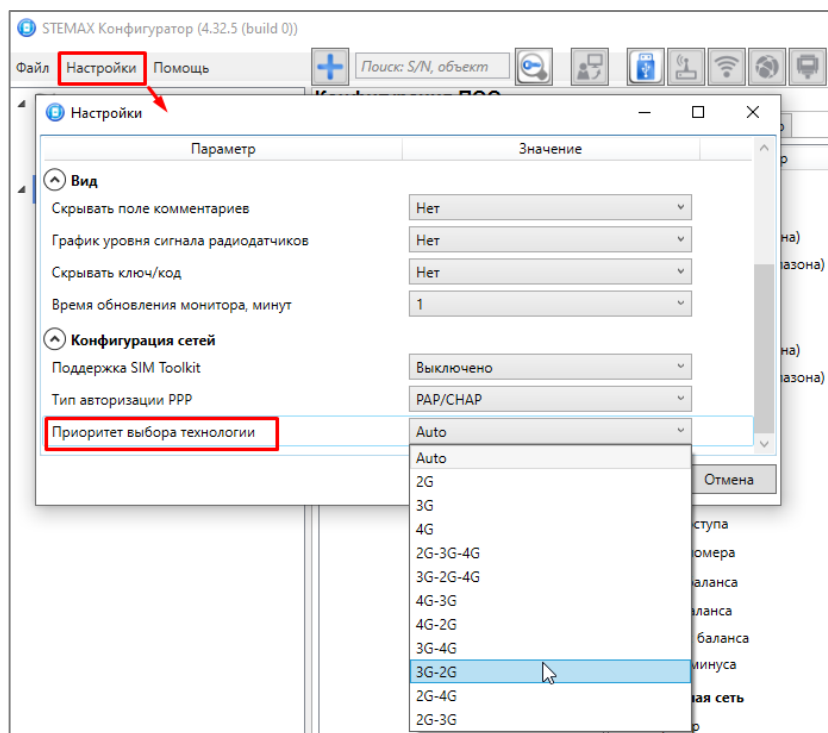 STEMAX Конфигуратор (4.32.5 (build 0))
Файл Настройки Помощь
Поиск: S/N, объект
Настройки
Параметр Значение
Вид
Скрывать поле комментариев Нет
График уровня сигнала радиодатчиков Нет
на)
Скрывать ключ/код Нет
азона)
Время обновления монитора, минут 1
Конфигурация сетей
на)
Поддержка SIM Toolkit Выключено
азона)
Тип авторизации PPP PAP/CHAP
Приоритет выбора технологии Auto
Auto
2G
Отмена
3G
4G
ступа
2G-3G-4G
омера
3G-2G-4G
аланса
4G-3G
аланса
4G-2G
баланса
3G-4G
минуса
3G-2G
2G-4G
ная сеть
2G-3G
р